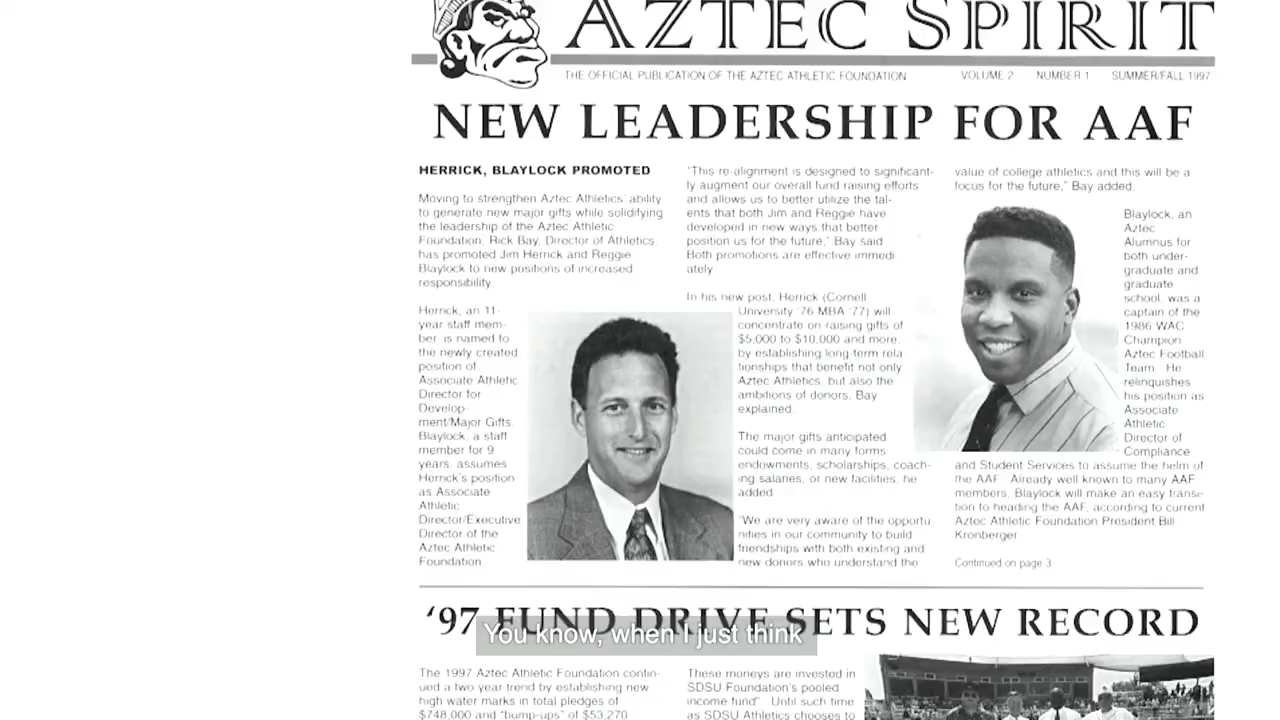 AZTEC SPIRIT
THE OFFICIAL PUBLICATION OF THE AZTEC ATHLETIC FOUNDATION
VOLUME 2 NUMBER 1 SUMMER/FALL 1997
NEW LEADERSHIP FOR AAF
HERRICK, BLAYLOCK PROMOTED
Moving to strengthen Aztec Athletics' ability
to generate new major gifts while solidifying
the leadership of the Aztec Athletic
Foundation, Rick Bay, Director of Athletics,
has promoted Jim Herrick and Reggie
Blaylock to new positions of increased
responsibility.
Herrick, an 11-
year staff mem-
ber is named to
the newly created
position of
Associate Athletic
Director for
Develop-
ment/Major Gifts.
Blaylock, a staff
member for 9
years, assumes
Herrick's position
as Associate
Athletic
Director/Executive
Director of the
Aztec Athletic
Foundation.
"This re-alignment is designed to significant-
ly augment our overall fund raising efforts
and allows us to better utilize the tal-
ents that both Jim and Reggie have
developed in new ways that better
position us for the future," Bay said.
Both promotions are effective immedi-
ately.
In his new post, Herrick (Cornell
University '76 MBA '77) will
concentrate on raising gifts of
$5,000 to $10,000 and more,
by establishing long-term rela-
tionships that benefit not only
Aztec Athletics, but also the
ambitions of donors, Bay
explained.
The major gifts anticipated
could come in many forms
endowments, scholarships, coach-
ing salaries, or new facilities, he
added.
"We are very aware of the opportu-
nities in our community to build
friendships with both existing and
new donors who understand the
value of college athletics and this will be a
focus for the future," Bay added.
Blaylock, an
Aztec
Alumnus for
both under-
graduate and
graduate
school, was a
captain of the
1986 WAC
Champion
Aztec Football
Team. He
relinquishes
his position as
Associate
Athletic
Director of
Compliance
and Student Services to assume the helm of
the AAF. Already well known to many AAF
members, Blaylock will make an easy transi-
tion to heading the AAF, according to current
Aztec Athletic Foundation President Bill
Kronberger.
Continued on page 3
'97 FUND DRIVE SETS NEW RECORD
You know, when I just think
The 1997 Aztec Athletic Foundation contin-
ued a two year trend by establishing new
high water marks in total pledges of
$748,000 and "bump-ups" of $53,270
These moneys are invested in
SDSU Foundation's pooled
income fund". Until such time
as SDSU Athletics chooses to